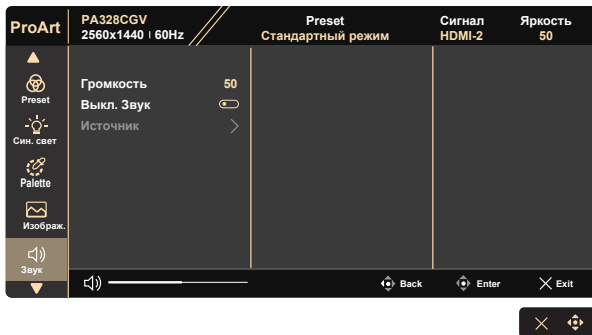 ProArt
PA328CGV
2560x1440 | 60Hz
Preset
Стандартный режим
Сигнал
HDMI-2
Яркость
50
Preset
Син. свет
Palette
Изображ.
Звук
Громкость 50
Выкл. Звук
Источник
Back
Enter
Exit